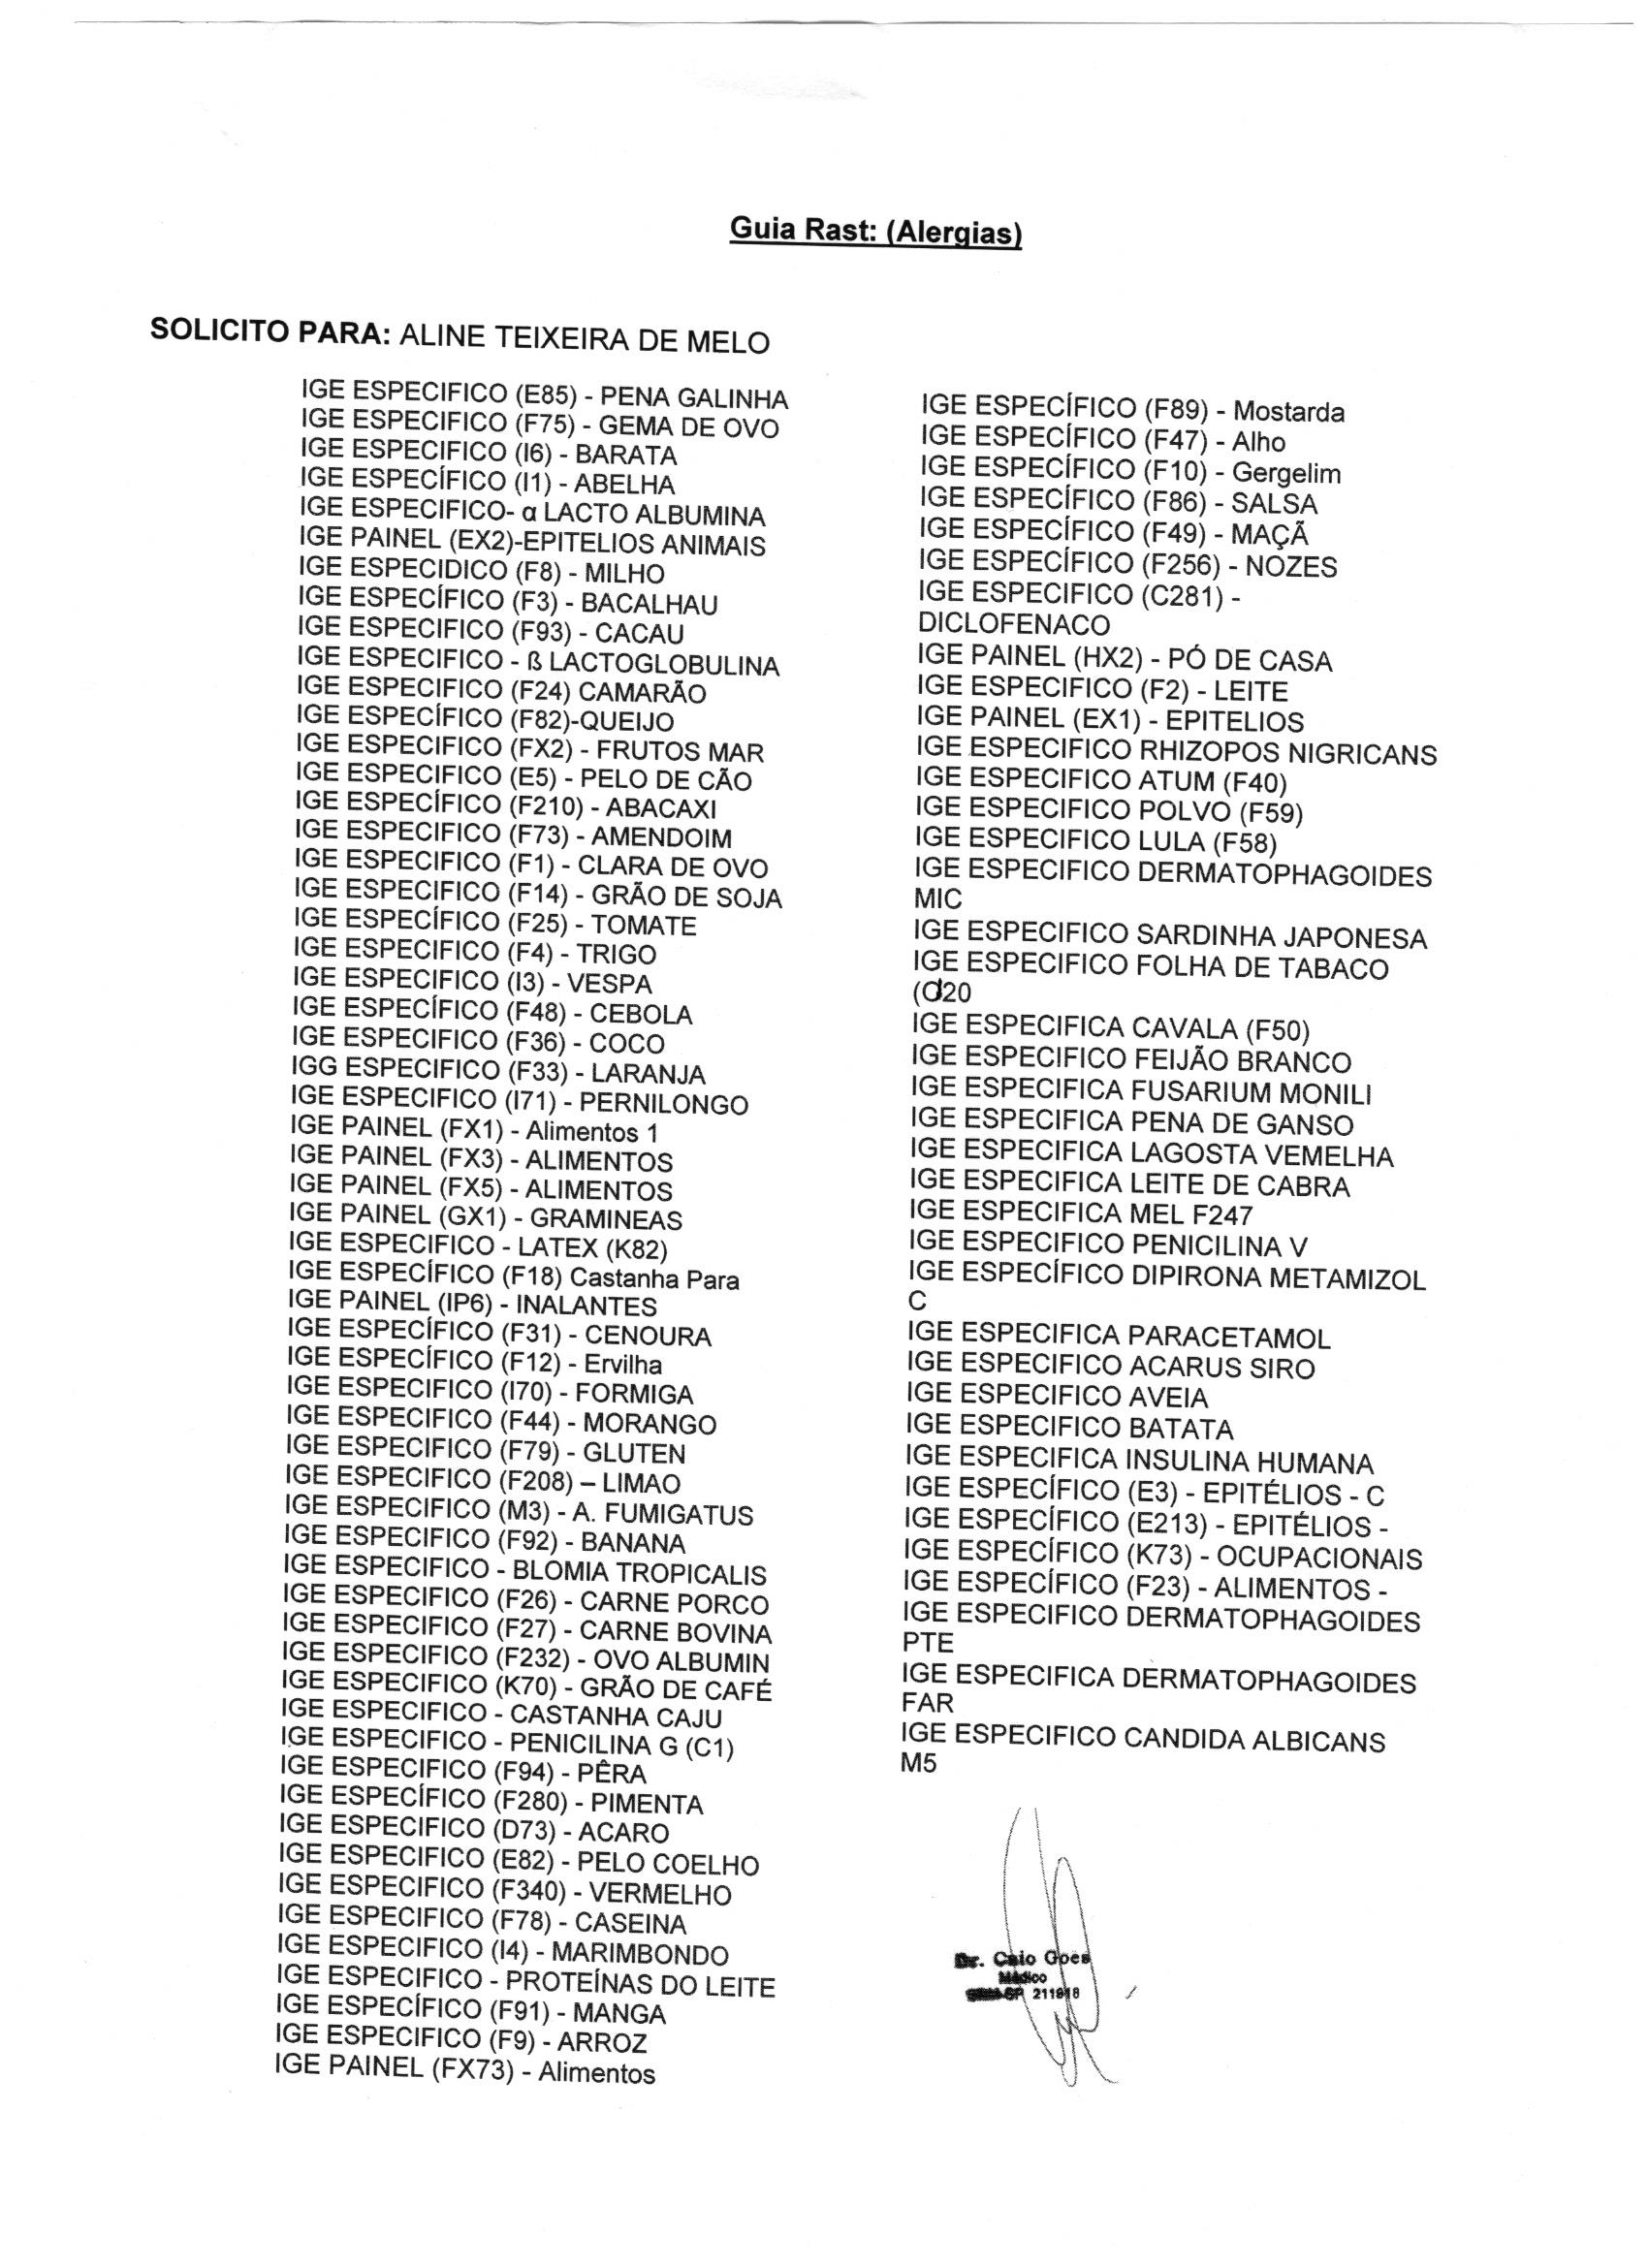 Guia Rast: (Alergias)
SOLICITO PARA: ALINE TEIXEIRA DE MELO
IGE ESPECIFICO (E85) - PENA GALINHA
IGE ESPECIFICO (F75) - GEMA DE OVO
IGE ESPECIFICO (I6) - BARATA
IGE ESPECÍFICO (I1) - ABELHA
IGE ESPECIFICO- α LACTO ALBUMINA
IGE PAINEL (EX2)-EPITELIOS ANIMAIS
IGE ESPECIDICO (F8) - MILHO
IGE ESPECÍFICO (F3) - BACALHAU
IGE ESPECIFICO (F93) - CACAU
IGE ESPECIFICO - ß LACTOGLOBULINA
IGE ESPECIFICO (F24) CAMARÃO
IGE ESPECÍFICO (F82)-QUEIJO
IGE ESPECIFICO (FX2) - FRUTOS MAR
IGE ESPECIFICO (E5) - PELO DE CÃO
IGE ESPECÍFICO (F210) - ABACAXI
IGE ESPECIFICO (F73) - AMENDOIM
IGE ESPECIFICO (F1) - CLARA DE OVO
IGE ESPECIFICO (F14) - GRÃO DE SOJA
IGE ESPECÍFICO (F25) - TOMATE
IGE ESPECIFICO (F4) - TRIGO
IGE ESPECIFICO (I3) - VESPA
IGE ESPECÍFICO (F48) - CEBOLA
IGE ESPECIFICO (F36) - COCO
IGG ESPECIFICO (F33) - LARANJA
IGE ESPECIFICO (I71) - PERNILONGO
IGE PAINEL (FX1) - Alimentos 1
IGE PAINEL (FX3) - ALIMENTOS
IGE PAINEL (FX5) - ALIMENTOS
IGE PAINEL (GX1) - GRAMINEAS
IGE ESPECIFICO - LATEX (K82)
IGE ESPECÍFICO (F18) Castanha Para
IGE PAINEL (IP6) - INALANTES
IGE ESPECÍFICO (F31) - CENOURA
IGE ESPECÍFICO (F12) - Ervilha
IGE ESPECIFICO (I70) - FORMIGA
IGE ESPECIFICO (F44) - MORANGO
IGE ESPECIFICO (F79) - GLUTEN
IGE ESPECIFICO (F208) – LIMAO
IGE ESPECIFICO (M3) - A. FUMIGATUS
IGE ESPECIFICO (F92) - BANANA
IGE ESPECIFICO - BLOMIA TROPICALIS
IGE ESPECIFICO (F26) - CARNE PORCO
IGE ESPECIFICO (F27) - CARNE BOVINA
IGE ESPECIFICO (F232) - OVO ALBUMIN
IGE ESPECIFICO (K70) - GRÃO DE CAFÉ
IGE ESPECIFICO - CASTANHA CAJU
IGE ESPECIFICO - PENICILINA G (C1)
IGE ESPECIFICO (F94) - PÊRA
IGE ESPECÍFICO (F280) - PIMENTA
IGE ESPECIFICO (D73) - ACARO
IGE ESPECIFICO (E82) - PELO COELHO
IGE ESPECIFICO (F340) - VERMELHO
IGE ESPECIFICO (F78) - CASEINA
IGE ESPECIFICO (I4) - MARIMBONDO
IGE ESPECIFICO - PROTEÍNAS DO LEITE
IGE ESPECÍFICO (F91) - MANGA
IGE ESPECIFICO (F9) - ARROZ
IGE PAINEL (FX73) - Alimentos
IGE ESPECÍFICO (F89) - Mostarda
IGE ESPECÍFICO (F47) - Alho
IGE ESPECÍFICO (F10) - Gergelim
IGE ESPECÍFICO (F86) - SALSA
IGE ESPECÍFICO (F49) - MAÇÃ
IGE ESPECÍFICO (F256) - NOZES
IGE ESPECIFICO (C281) -
DICLOFENACO
IGE PAINEL (HX2) - PÓ DE CASA
IGE ESPECIFICO (F2) - LEITE
IGE PAINEL (EX1) - EPITELIOS
IGE ESPECIFICO RHIZOPOS NIGRICANS
IGE ESPECIFICO ATUM (F40)
IGE ESPECIFICO POLVO (F59)
IGE ESPECIFICO LULA (F58)
IGE ESPECIFICO DERMATOPHAGOIDES
MIC
IGE ESPECIFICO SARDINHA JAPONESA
IGE ESPECIFICO FOLHA DE TABACO
(O20
IGE ESPECIFICA CAVALA (F50)
IGE ESPECIFICO FEIJÃO BRANCO
IGE ESPECIFICA FUSARIUM MONILI
IGE ESPECIFICA PENA DE GANSO
IGE ESPECIFICA LAGOSTA VEMELHA
IGE ESPECIFICA LEITE DE CABRA
IGE ESPECIFICA MEL F247
IGE ESPECIFICO PENICILINA V
IGE ESPECÍFICO DIPIRONA METAMIZOL
C
IGE ESPECIFICA PARACETAMOL
IGE ESPECIFICO ACARUS SIRO
IGE ESPECIFICO AVEIA
IGE ESPECIFICO BATATA
IGE ESPECIFICA INSULINA HUMANA
IGE ESPECÍFICO (E3) - EPITÉLIOS - C
IGE ESPECÍFICO (E213) - EPITÉLIOS -
IGE ESPECÍFICO (K73) - OCUPACIONAIS
IGE ESPECÍFICO (F23) - ALIMENTOS -
IGE ESPECIFICO DERMATOPHAGOIDES
PTE
IGE ESPECIFICA DERMATOPHAGOIDES
FAR
IGE ESPECIFICO CANDIDA ALBICANS
M5
Dr. Caio Goes
Médico